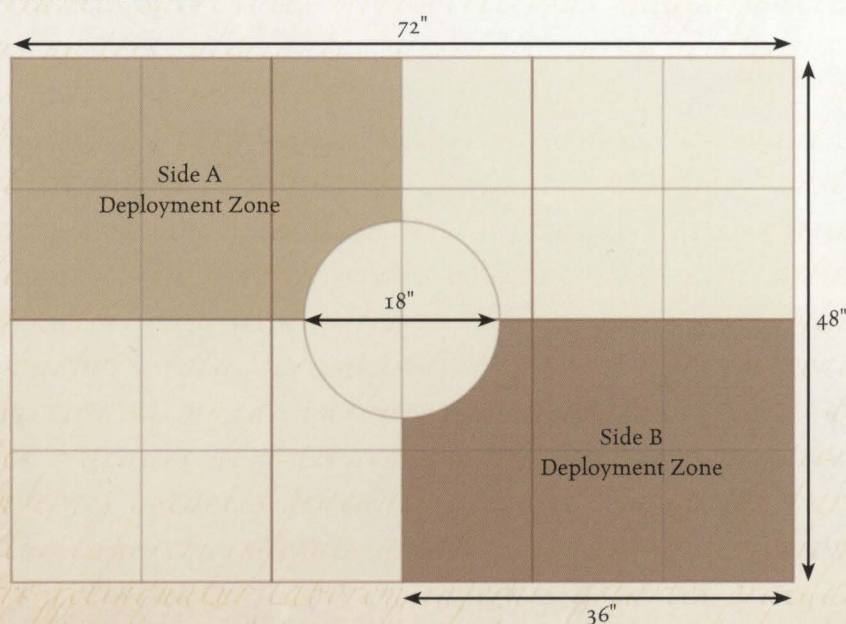 72"
Side A
Deployment Zone
18"
48"
Side B
Deployment Zone
36"